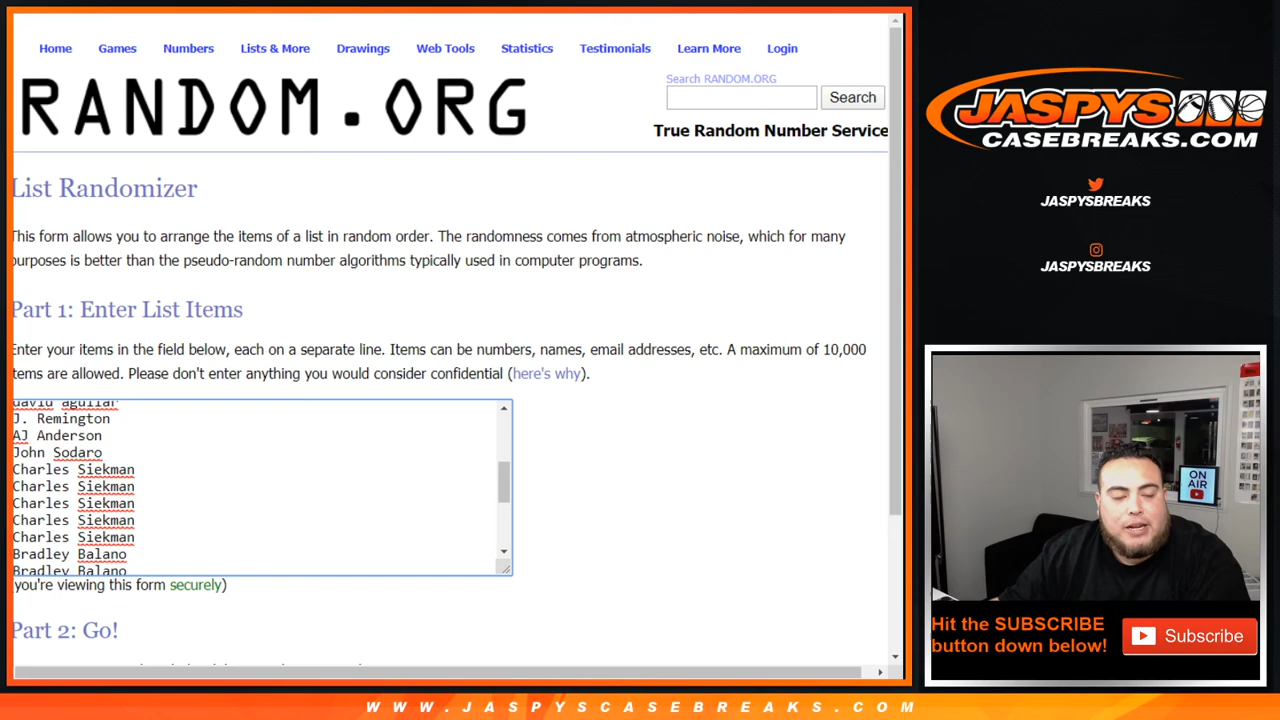 Home Games Numbers Lists & More Drawings Web Tools Statistics Testimonials Learn More Login
RANDOM.ORG
Search RANDOM.ORG
Search
True Random Number Service
List Randomizer
This form allows you to arrange the items of a list in random order. The randomness comes from atmospheric noise, which for many
purposes is better than the pseudo-random number algorithms typically used in computer programs.
Part 1: Enter List Items
Enter your items in the field below, each on a separate line. Items can be numbers, names, email addresses, etc. A maximum of 10,000
items are allowed. Please don't enter anything you would consider confidential (here's why).
david aguilar
J. Remington
AJ Anderson
John Sodaro
Charles Siekman
Charles Siekman
Charles Siekman
Charles Siekman
Charles Siekman
Bradley Balano
Bradley Balano
(you're viewing this form securely)
Part 2: Go!
JASPYS
CASEBREAKS.COM
JASPYSBREAKS
JASPYSBREAKS
ON
AIR
Hit the SUBSCRIBE
button down below!
Subscribe
WWW.JASPYSCASEBREAKS.COM